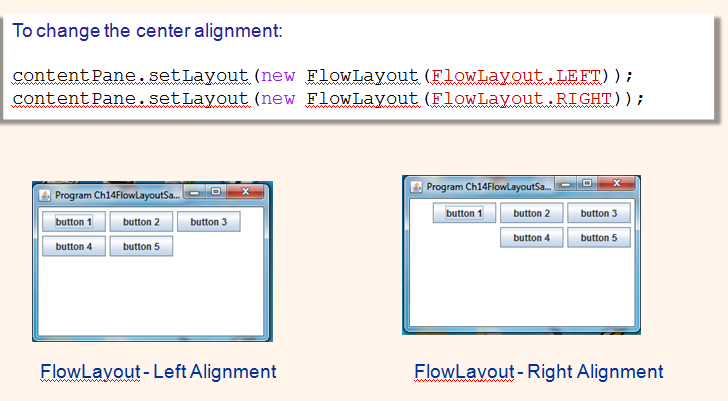 To change the center alignment:
contentPane.setLayout(new FlowLayout(FlowLayout.LEFT));
contentPane.setLayout(new FlowLayout(FlowLayout.RIGHT));
Program Ch14FlowLayoutSa...
button 1 button 2 button 3
button 4 button 5
Program Ch14FlowLayoutSa...
button 1 button 2 button 3
button 4 button 5
FlowLayout - Left Alignment
FlowLayout - Right Alignment